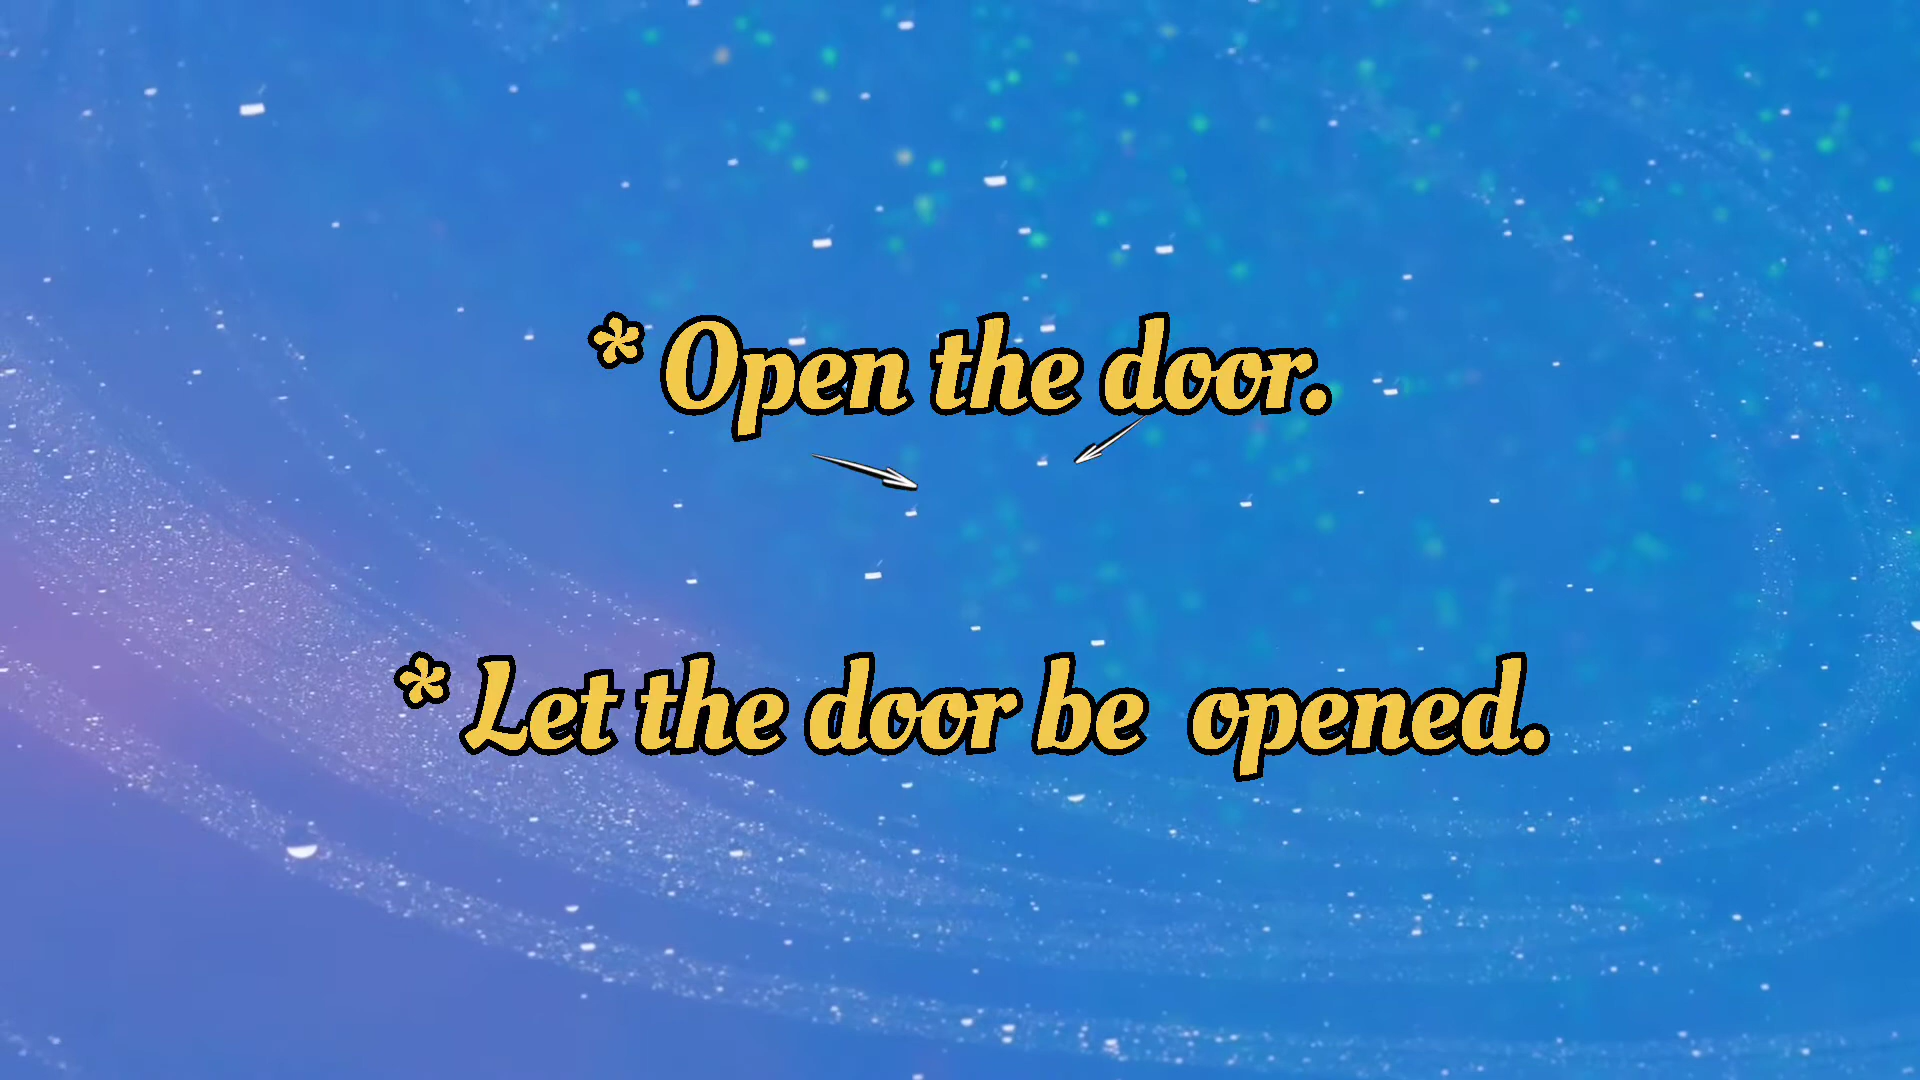 * Open the door.
* Let the door be  opened.